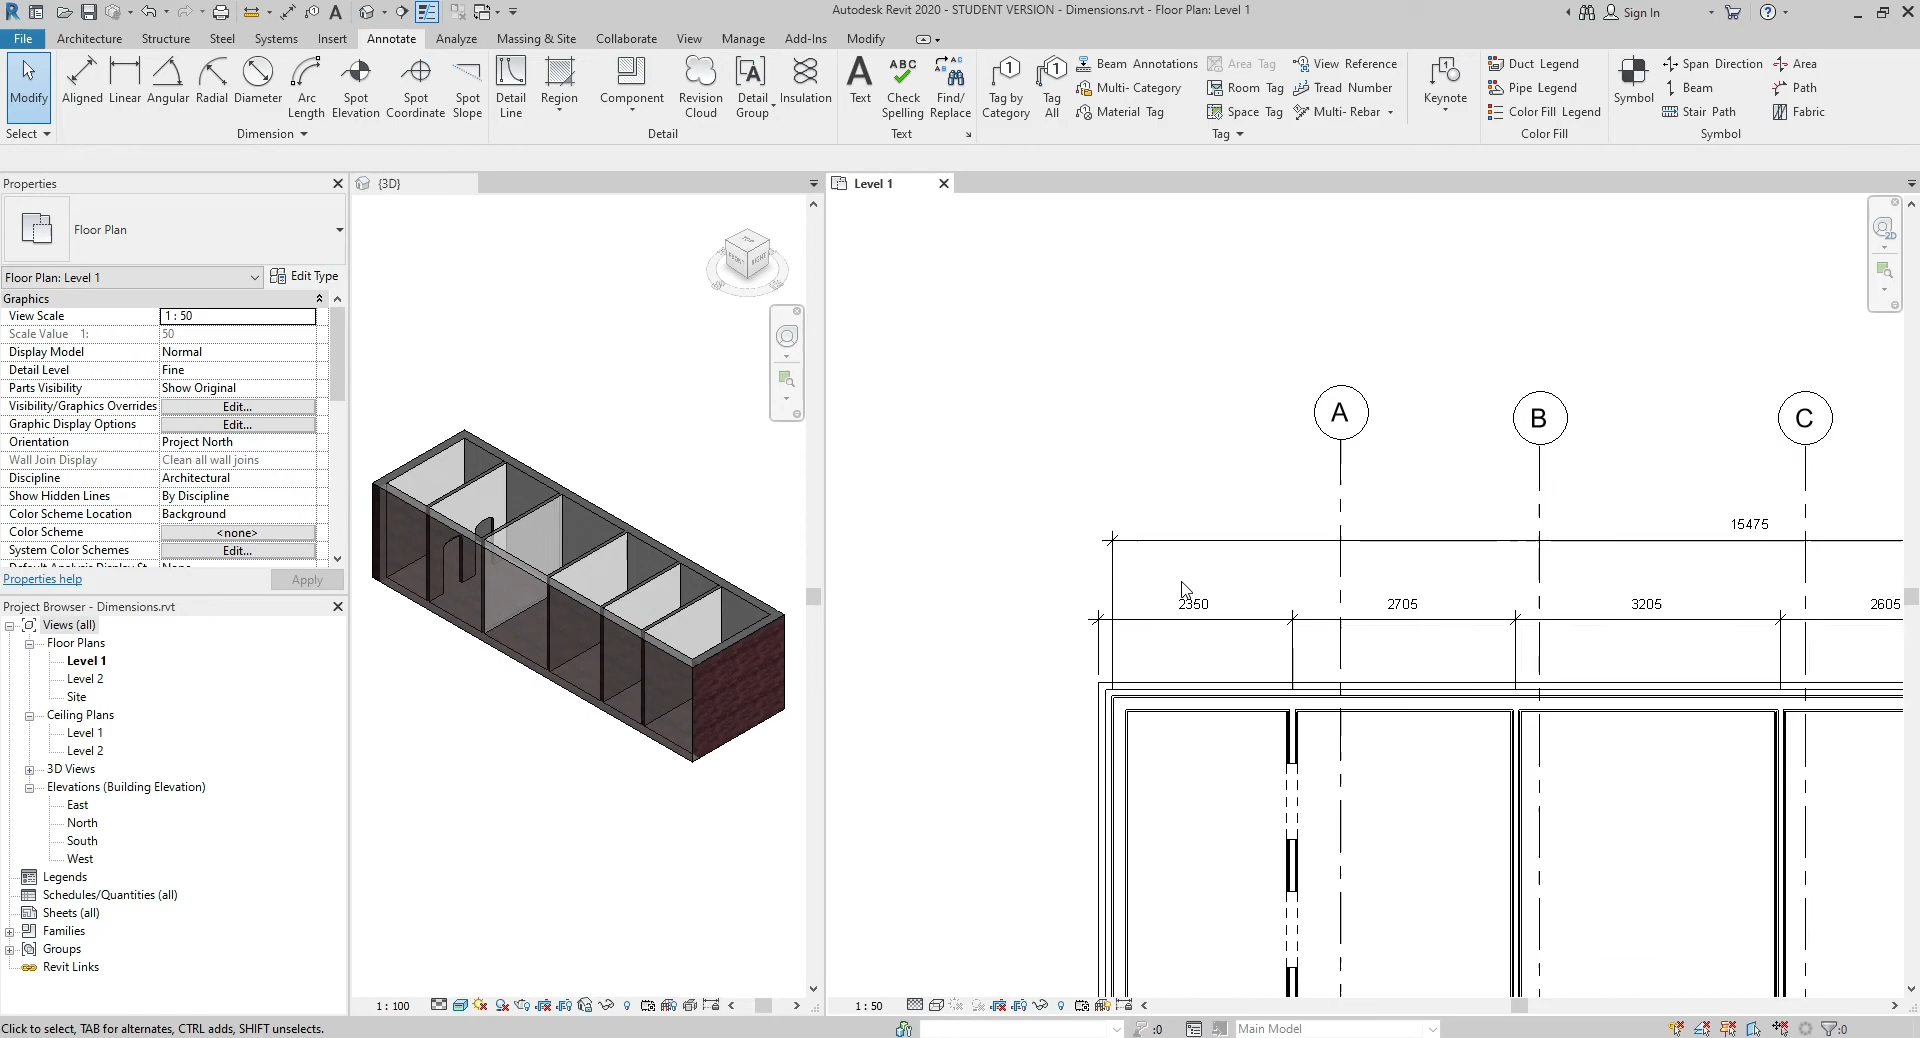 Autodesk Revit 2020 - STUDENT VERSION - Dimensions.rvt - Floor Plan: Level 1
Sign In
File Architecture Structure Steel Systems Insert Annotate Analyze Massing & Site Collaborate View Manage Add-Ins Modify
Modify
Select
Aligned Linear Angular Radial Diameter Arc Length Spot Elevation Spot Coordinate Spot Slope
Dimension
Detail Line Region Component Revision Cloud Detail Group Insulation
Detail
Text Check Spelling Find/ Replace
Text
Tag by Category Tag All
Beam Annotations Area Tag View Reference
Multi- Category Room Tag Tread Number
Material Tag Space Tag Multi- Rebar
Tag
Keynote
Duct Legend
Pipe Legend
Color Fill Legend
Color Fill
Symbol
Span Direction Area
Beam Path
Stair Path Fabric
Symbol
Properties
Floor Plan
Floor Plan: Level 1 Edit Type
Graphics
View Scale 1 : 50
Scale Value 1: 50
Display Model Normal
Detail Level Fine
Parts Visibility Show Original
Visibility/Graphics Overrides Edit...
Graphic Display Options Edit...
Orientation Project North
Wall Join Display Clean all wall joins
Discipline Architectural
Show Hidden Lines By Discipline
Color Scheme Location Background
Color Scheme <none>
System Color Schemes Edit...
Properties help Apply
Project Browser - Dimensions.rvt
Views (all)
Floor Plans
Level 1
Level 2
Site
Ceiling Plans
Level 1
Level 2
3D Views
Elevations (Building Elevation)
East
North
South
West
Legends
Schedules/Quantities (all)
Sheets (all)
Families
Groups
Revit Links
{3D}
TOP
FRONT RIGHT
1 : 100
Level 1
2D
A B C
15475
2350 2705 3205 2605
1 : 50
Click to select, TAB for alternates, CTRL adds, SHIFT unselects.
:0
Main Model
:0